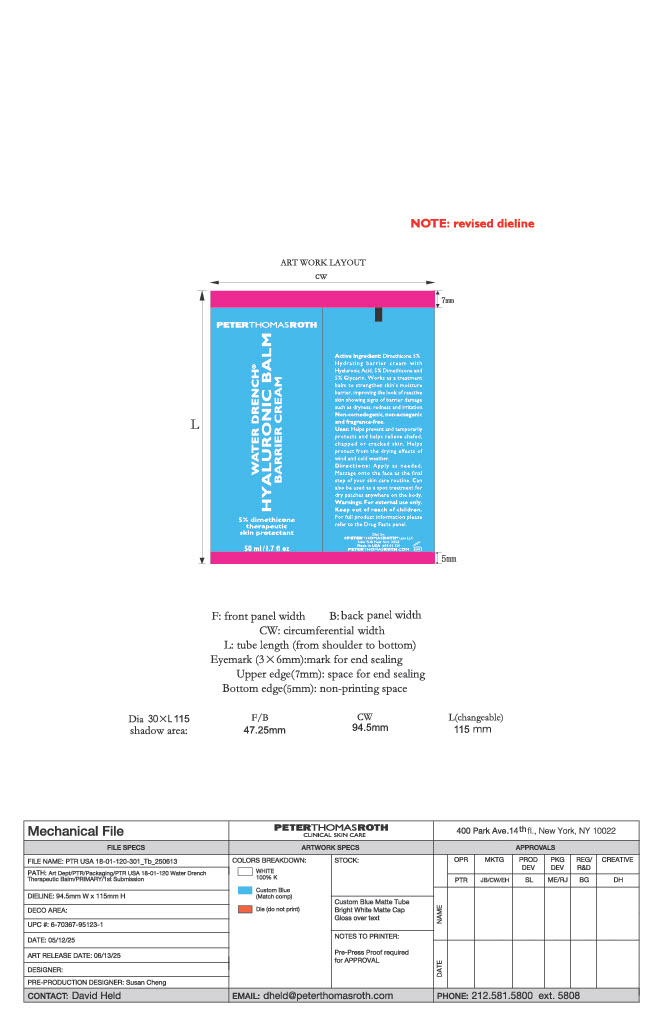 NOTE: revised dieline
ART WORK LAYOUT
CW
7mm
L
PETERTHOMASROTH
WATER DRENCH®
HYALURONIC BALM
BARRIER CREAM
5% dimethicone
therapeutic
skin protectant
50 ml/1.7 fl oz
Active Ingredient: Dimethicone 5%
Hydrating barrier cream with
Hyaluronic Acid, 5% Dimethicone and
5% Glycerin. Works as a treatment
balm to strengthen skin's moisture
barrier, improving the look of reactive
skin showing signs of barrier damage
such as dryness, redness and irritation.
Non-comedogenic, non-acnegenic
and fragrance-free.
Uses: Helps prevent and temporarily
protects and helps relieve chafed,
chapped or cracked skin. Helps
protect from the drying effects of
wind and cold weather.
Directions: Apply as needed.
Massage onto the face as the final
step of your skin care routine. Can
also be used as a spot treatment for
dry patches anywhere on the body.
Warnings: For external use only.
Keep out of reach of children.
For full product information please
refer to the Drug Facts panel.
PETERTHOMASROTH
PETERTHOMASROTH.COM
5mm
F: front panel width B: back panel width
CW: circumferential width
L: tube length (from shoulder to bottom)
Eyemark (3×6mm):mark for end sealing
Upper edge(7mm): space for end sealing
Bottom edge(5mm): non-printing space
Dia 30×L 115 F/B CW L(changeable)
shadow area: 47.25mm 94.5mm 115 mm
Mechanical File
PETERTHOMASROTH
CLINICAL SKIN CARE
400 Park Ave.14th fl., New York, NY 10022
FILE SPECS
ARTWORK SPECS
APPROVALS
FILE NAME: PTR USA 18-01-120-301_Tb_250613
PATH: Art Dept/PTR/Packaging/PTR USA 18-01-120 Water Drench
Therapeutic Balm/PRIMARY/1st Submission
DIELINE: 94.5mm W x 115mm H
DECO AREA:
UPC #: 6-70367-95123-1
DATE: 05/12/25
ART RELEASE DATE: 06/13/25
DESIGNER:
PRE-PRODUCTION DESIGNER: Susan Cheng
COLORS BREAKDOWN:
WHITE
100% K
Custom Blue
(Match comp)
Die (do not print)
STOCK:
Custom Blue Matte Tube
Bright White Matte Cap
Gloss over text
NOTES TO PRINTER:
Pre-Press Proof required
for APPROVAL
OPR MKTG PROD DEV PKG DEV REG/ R&D CREATIVE
PTR JB/CW/EH SL ME/RJ BG DH
NAME
DATE
CONTACT: David Held
EMAIL: dheld@peterthomasroth.com
PHONE: 212.581.5800 ext. 5808